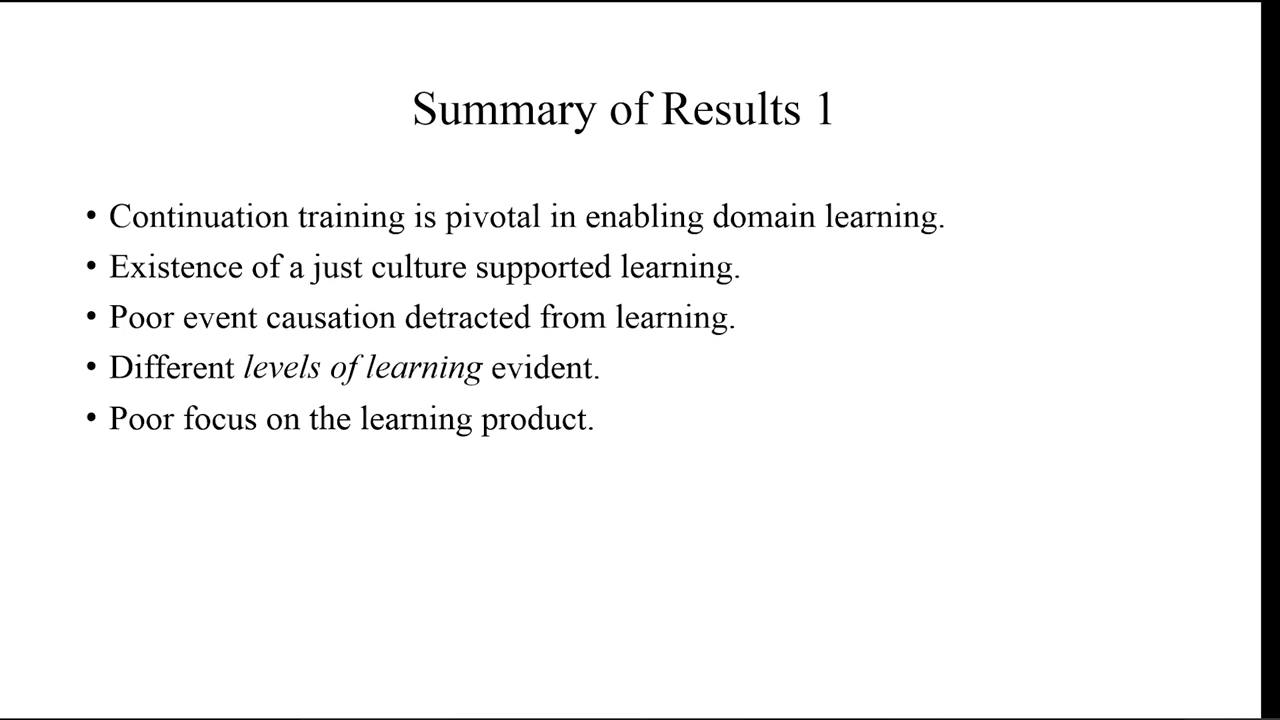 Summary of Results 1
• Continuation training is pivotal in enabling domain learning.
• Existence of a just culture supported learning.
• Poor event causation detracted from learning.
• Different levels of learning evident.
• Poor focus on the learning product.